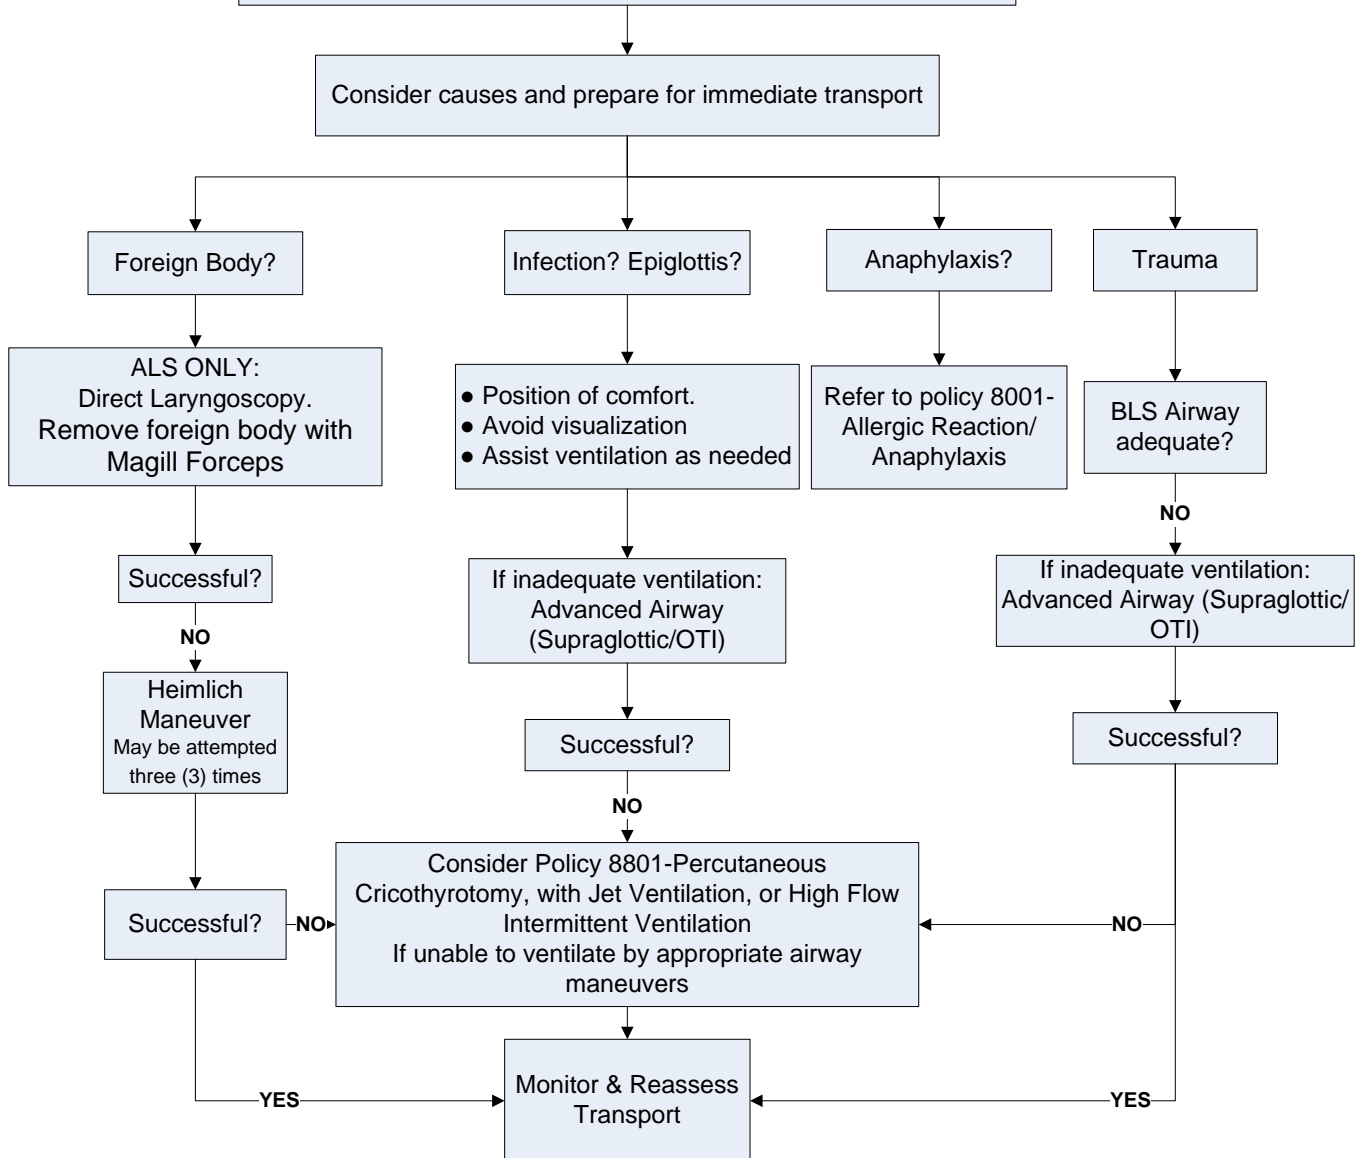 Consider causes and prepare for immediate transport
Foreign Body?
Infection? Epiglottis?
Anaphylaxis?
Trauma
ALS ONLY:
Direct Laryngoscopy.
Remove foreign body with
Magill Forceps
● Position of comfort.
● Avoid visualization
● Assist ventilation as needed
Refer to policy 8001-
Allergic Reaction/
Anaphylaxis
BLS Airway
adequate?
NO
Successful?
If inadequate ventilation:
Advanced Airway
(Supraglottic/OTI)
If inadequate ventilation:
Advanced Airway (Supraglottic/
OTI)
NO
Heimlich
Maneuver
May be attempted
three (3) times
Successful?
Successful?
NO
Successful?
NO
Consider Policy 8801-Percutaneous
Cricothyrotomy, with Jet Ventilation, or High Flow
Intermittent Ventilation
If unable to ventilate by appropriate airway
maneuvers
NO
YES
Monitor & Reassess
Transport
YES